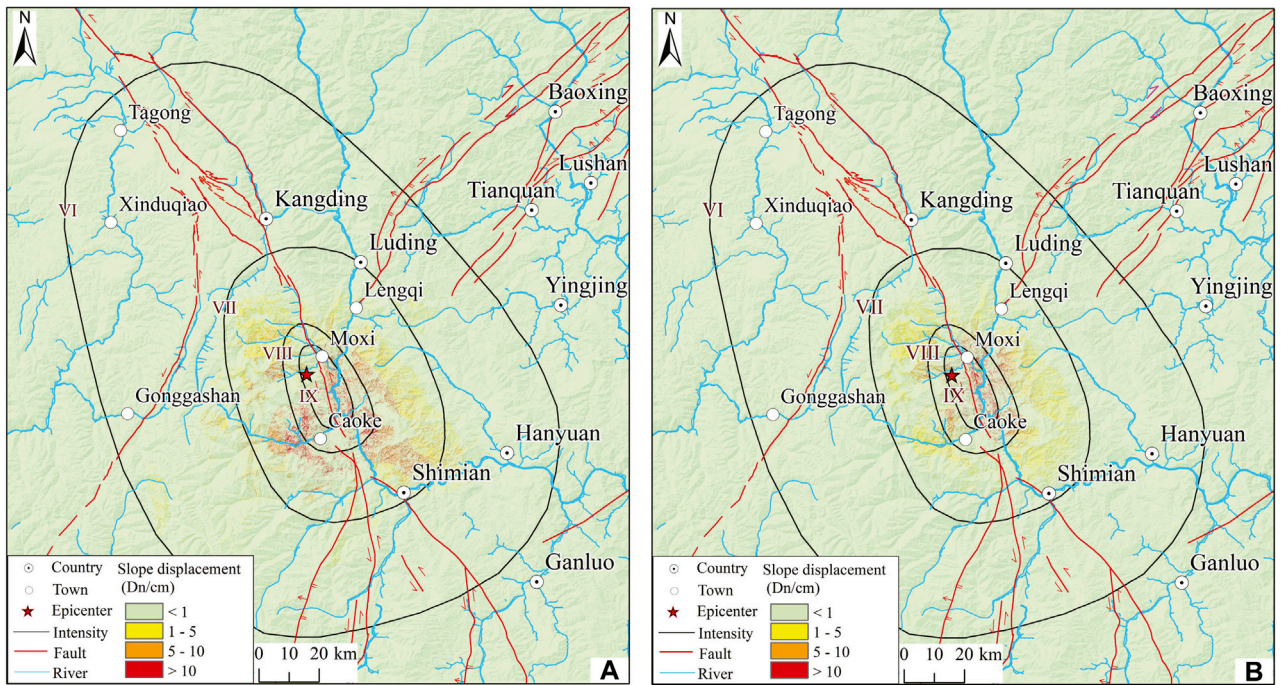 N
Tagong
Baoxing
Lushan
Tianquan
Xinduqiao
Kangding
VI
Luding
Lengqi
Yingjing
VII
VIII
Moxi
IX
Gonggashan
Caoke
Hanyuan
Shimian
Ganluo
Country
Town
Epicenter
Intensity
Fault
River
Slope displacement
(Dn/cm)
< 1
1 - 5
5 - 10
> 10
0 10 20 km
A
N
Tagong
Baoxing
Lushan
Tianquan
Xinduqiao
Kangding
VI
Luding
Lengqi
Yingjing
VII
VIII
Moxi
IX
Gonggashan
Caoke
Hanyuan
Shimian
Ganluo
Country
Town
Epicenter
Intensity
Fault
River
Slope displacement
(Dn/cm)
< 1
1 - 5
5 - 10
> 10
0 10 20 km
B